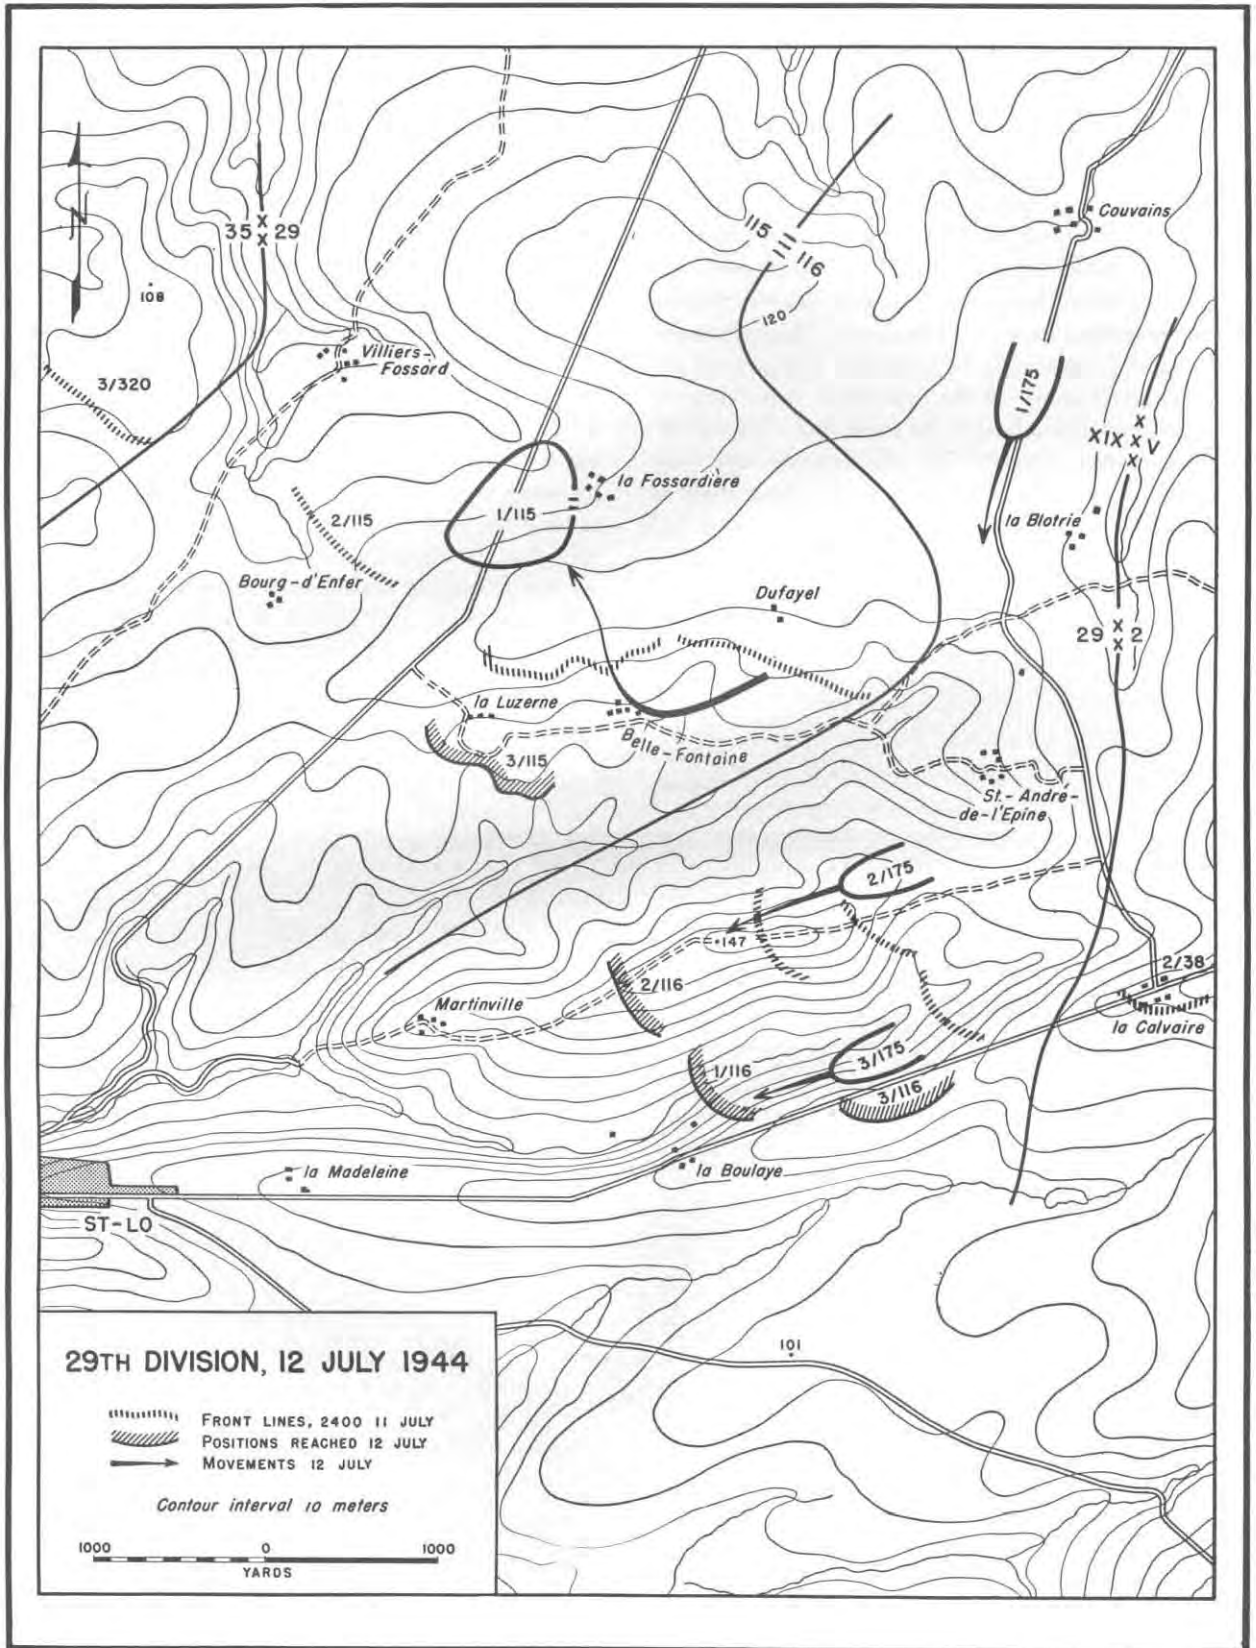 N
35 XX 29
108
Villiers-
Fossard
3/320
115 III 116
120
Couvains
1/175
XIX XXX V
la Fossardière
1/115
2/115
la Blotrie
Bourg-d'Enfer
Dufayel
29 XX 2
la Luzerne
Belle-Fontaine
3/115
St.-André-
de-l'Epine
2/175
147
2/116
2/38
Martinville
la Calvaire
3/175
1/116
3/116
la Madeleine
la Boulaye
ST-LO
101
29TH DIVISION, 12 JULY 1944
FRONT LINES, 2400 11 JULY
POSITIONS REACHED 12 JULY
MOVEMENTS 12 JULY
Contour interval 10 meters
1000 0 1000
YARDS